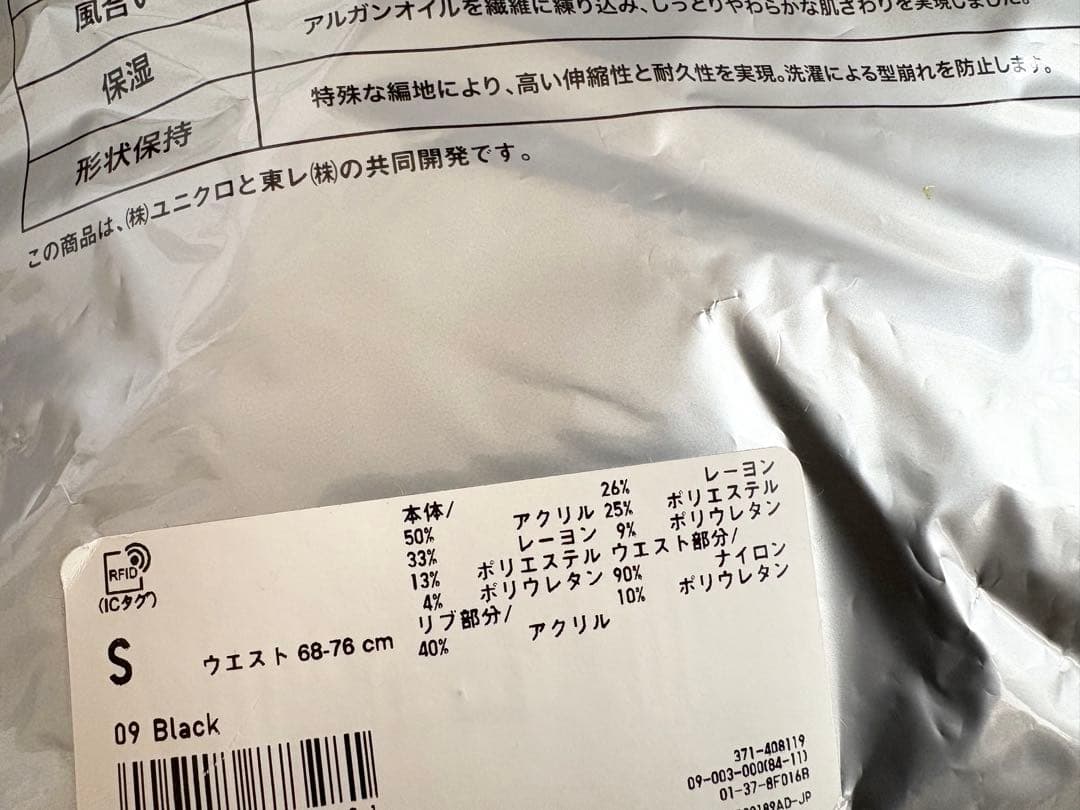 風合い
アルガンオイルを繊維に練り込み、しっとりやわらかな肌ざわりを実現しました。
保湿
特殊な編地により、高い伸縮性と耐久性を実現。洗濯による型崩れを防止します。
形状保持
この商品は、㈱ユニクロと東レ㈱の共同開発です。
RFID
(ICタグ)
S
ウエスト 68-76 cm
09 Black
本体/
50% アクリル
33% レーヨン
13% ポリエステル
4% ポリウレタン
リブ部分/
40% アクリル
26% レーヨン
25% ポリエステル
9% ポリウレタン
ウエスト部分/
90% ナイロン
10% ポリウレタン
371-408119
09-003-000(84-11)
01-37-8F016B